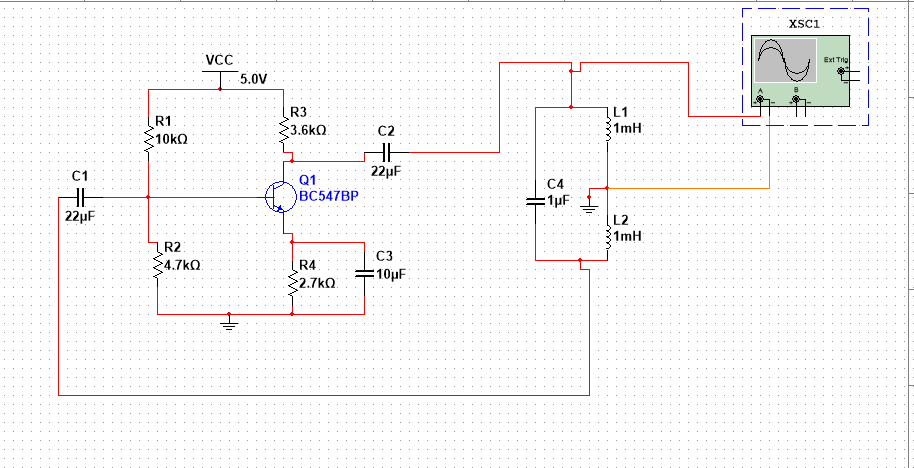 XSC1
Ext Trig
+
-
A
B
+ - + -
VCC
5.0V
R1
10kΩ
R3
3.6kΩ
C2
22µF
L1
1mH
Q1
BC547BP
C1
22µF
C4
1µF
L2
1mH
R2
4.7kΩ
R4
2.7kΩ
C3
10µF